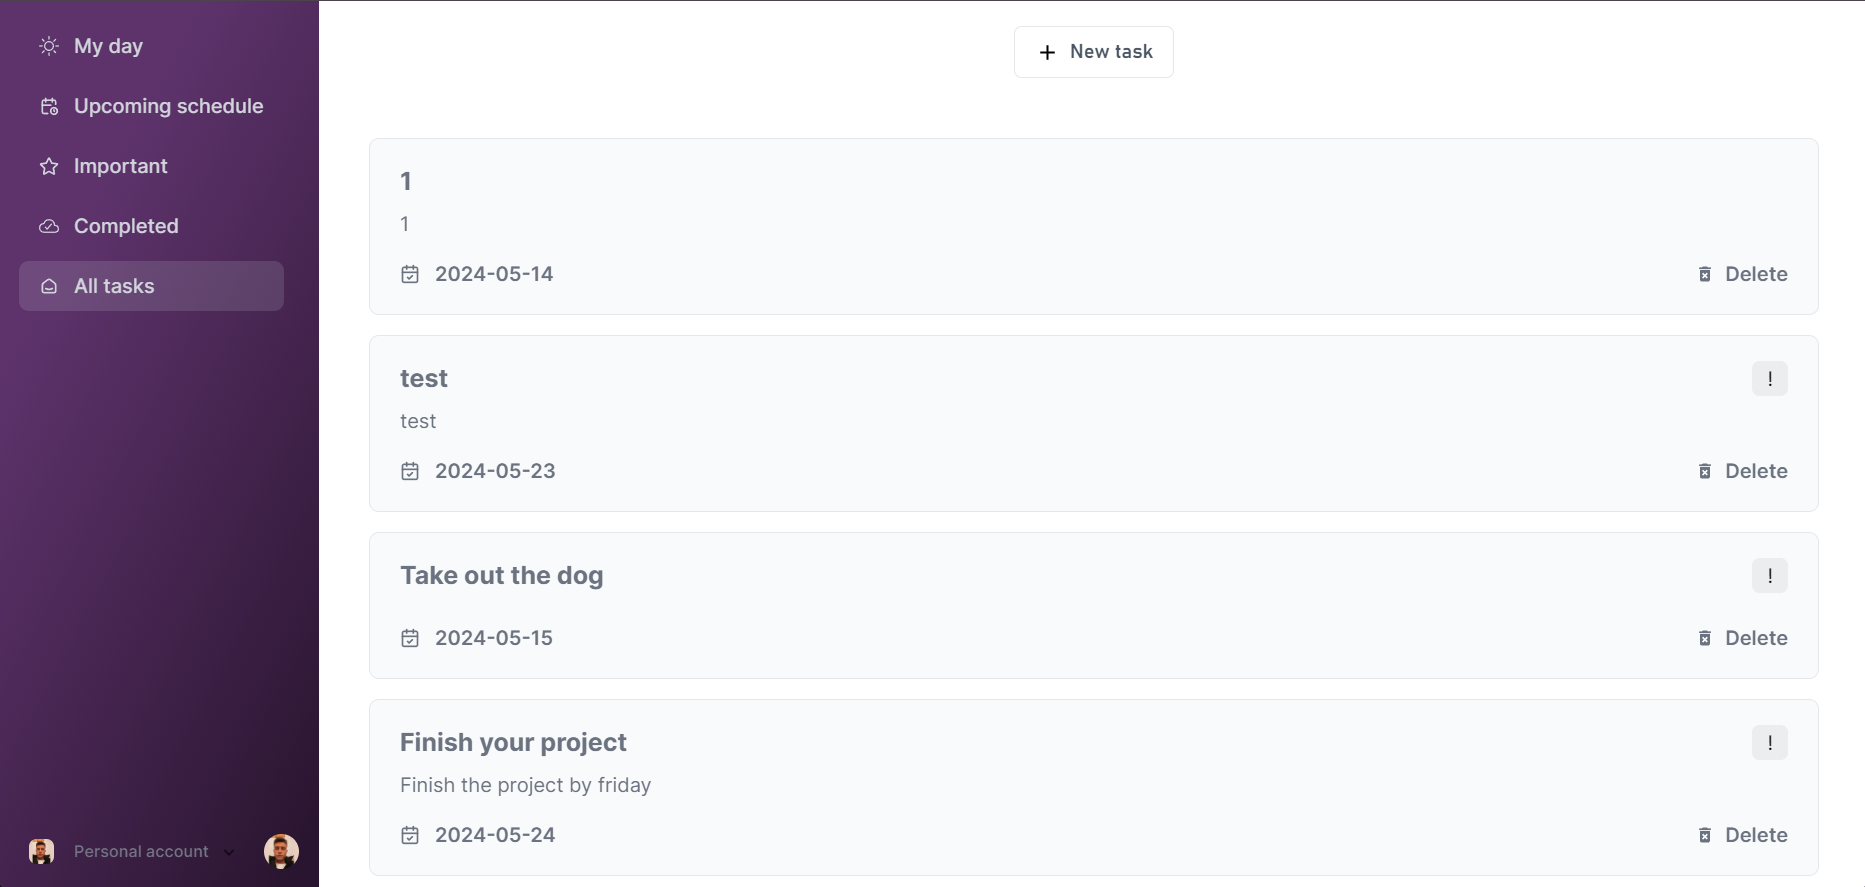 My day
Upcoming schedule
Important
Completed
All tasks
Personal account
New task
1
1
2024-05-14
Delete
test
!
test
2024-05-23
Delete
Take out the dog
!
2024-05-15
Delete
Finish your project
!
Finish the project by friday
2024-05-24
Delete